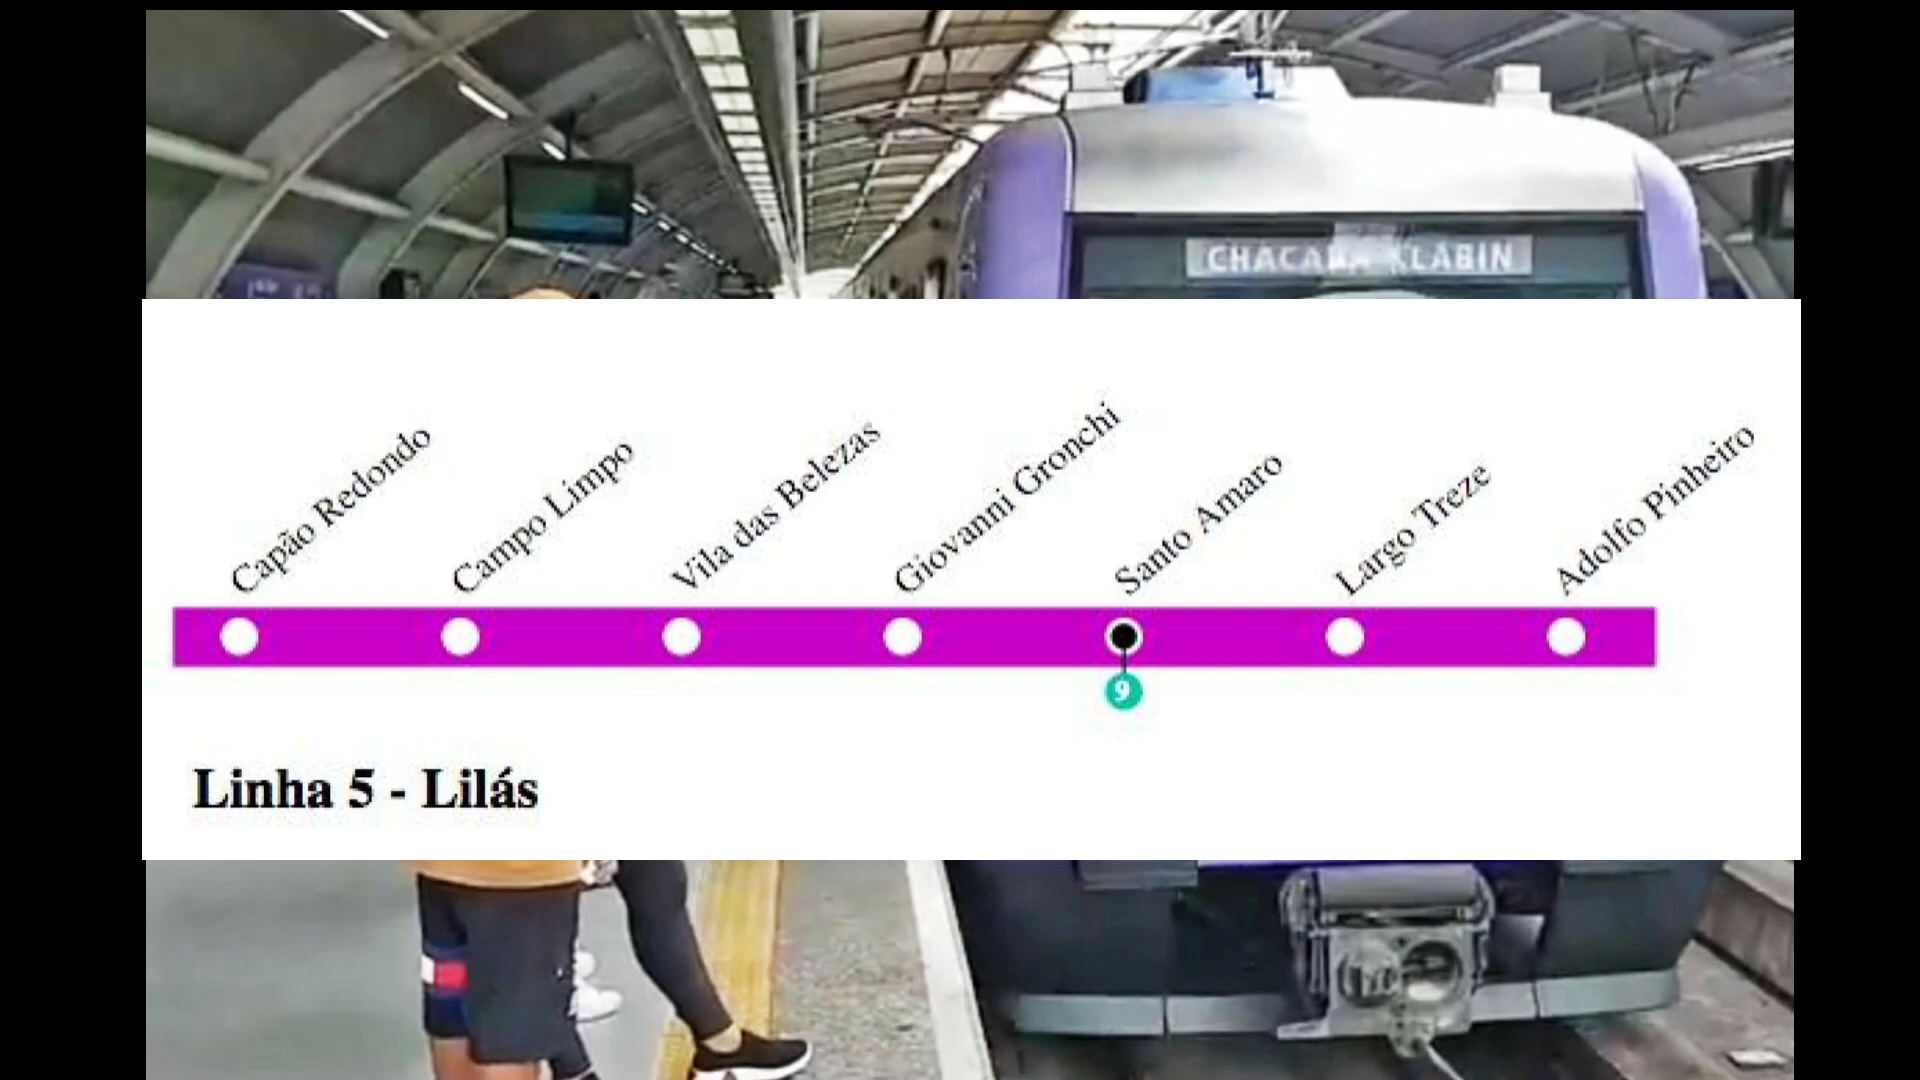 CHACARA KLABIN
Capão Redondo
Campo Limpo
Vila das Belezas
Giovanni Gronchi
Santo Amaro
Largo Treze
Adolfo Pinheiro
9
Linha 5 - Lilás